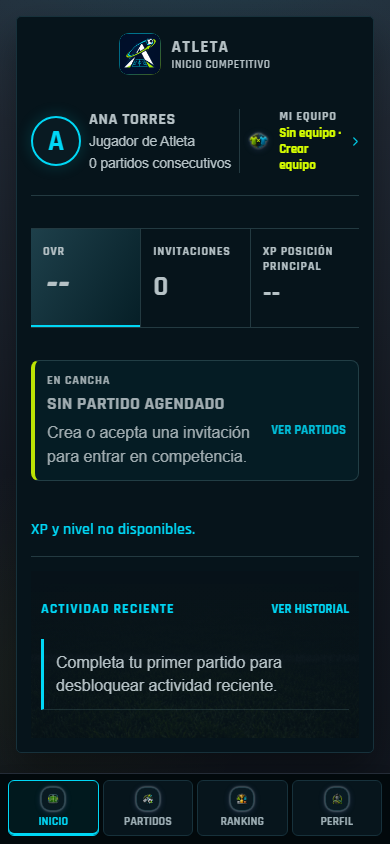 ATLETA
INICIO COMPETITIVO
A
ANA TORRES
Jugador de Atleta
0 partidos consecutivos
MI EQUIPO
Sin equipo ·
Crear
equipo
OVR
--
INVITACIONES
0
XP POSICIÓN
PRINCIPAL
--
EN CANCHA
SIN PARTIDO AGENDADO
Crea o acepta una invitación
para entrar en competencia.
VER PARTIDOS
XP y nivel no disponibles.
ACTIVIDAD RECIENTE
VER HISTORIAL
Completa tu primer partido para
desbloquear actividad reciente.
INICIO
PARTIDOS
RANKING
PERFIL